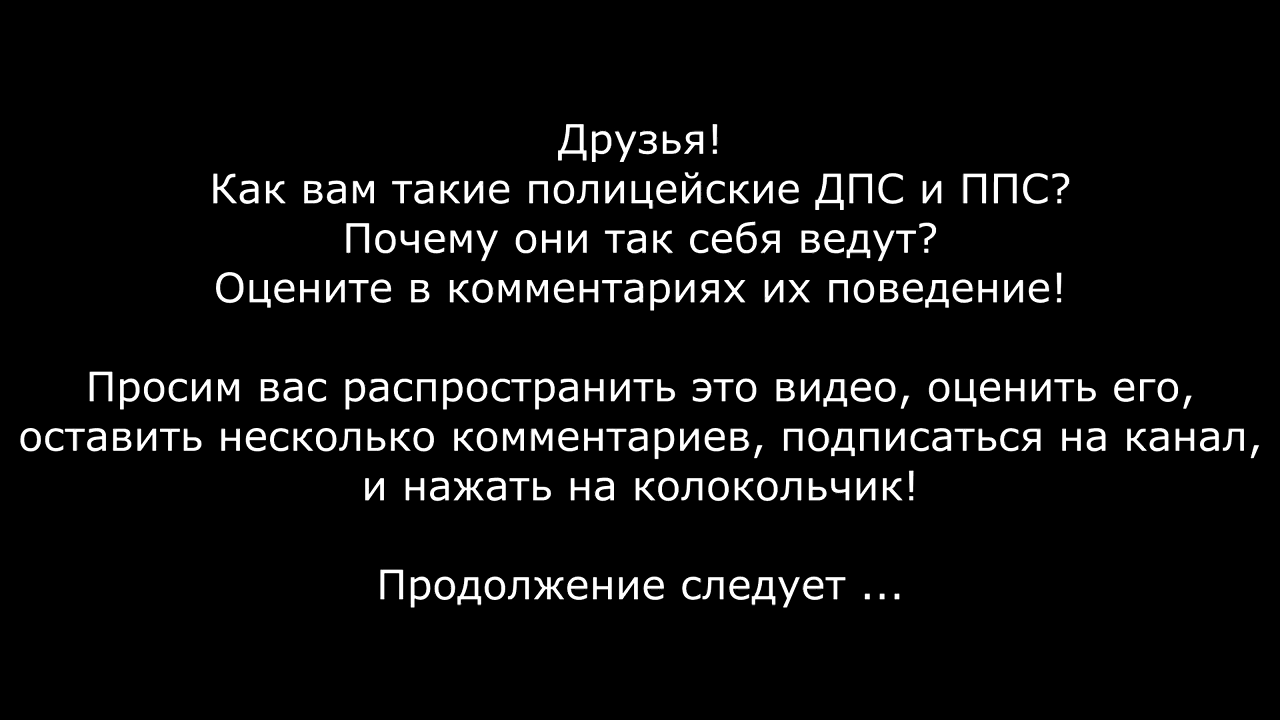 Друзья!
Как вам такие полицейские ДПС и ППС?
Почему они так себя ведут?
Оцените в комментариях их поведение!
Просим вас распространить это видео, оценить его,
оставить несколько комментариев, подписаться на канал,
и нажать на колокольчик!
Продолжение следует ...